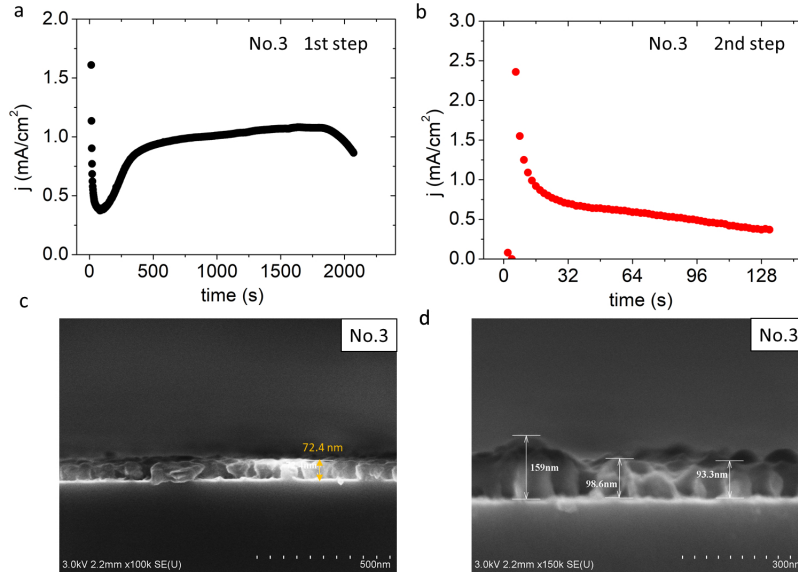 a
No.3 1st step
2.0
1.5
1.0
0.5
0.0
j (mA/cm²)
0 500 1000 1500 2000
time (s)
b
No.3 2nd step
3.0
2.5
2.0
1.5
1.0
0.5
0.0
j (mA/cm²)
0 32 64 96 128
time (s)
c
No.3
72.4 nm
3.0kV 2.2mm x100k SE(U)
500nm
d
No.3
159nm
98.6nm
93.3nm
3.0kV 2.2mm x150k SE(U)
300nm